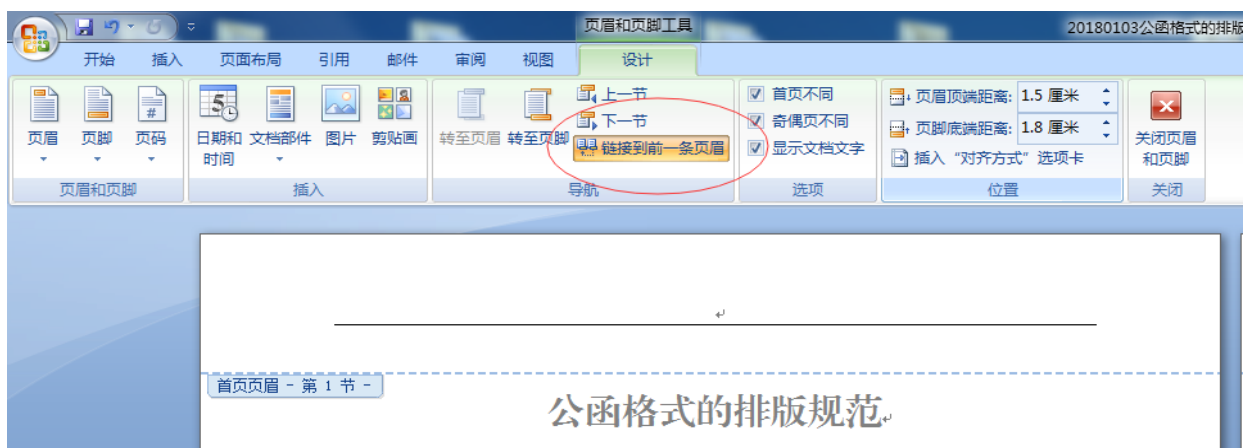 页眉和页脚工具
20180103公函格式的排版
开始 插入 页面布局 引用 邮件 审阅 视图 设计
页眉 页脚 页码
日期和时间 文档部件 图片 剪贴画
转至页眉 转至页脚
上一节
下一节
链接到前一条页眉
首页不同
奇偶页不同
显示文档文字
页眉顶端距离: 1.5 厘米
页脚底端距离: 1.8 厘米
插入“对齐方式”选项卡
关闭页眉
和页脚
页眉和页脚 插入 导航 选项 位置 关闭
首页页眉 - 第 1 节 -
公函格式的排版规范